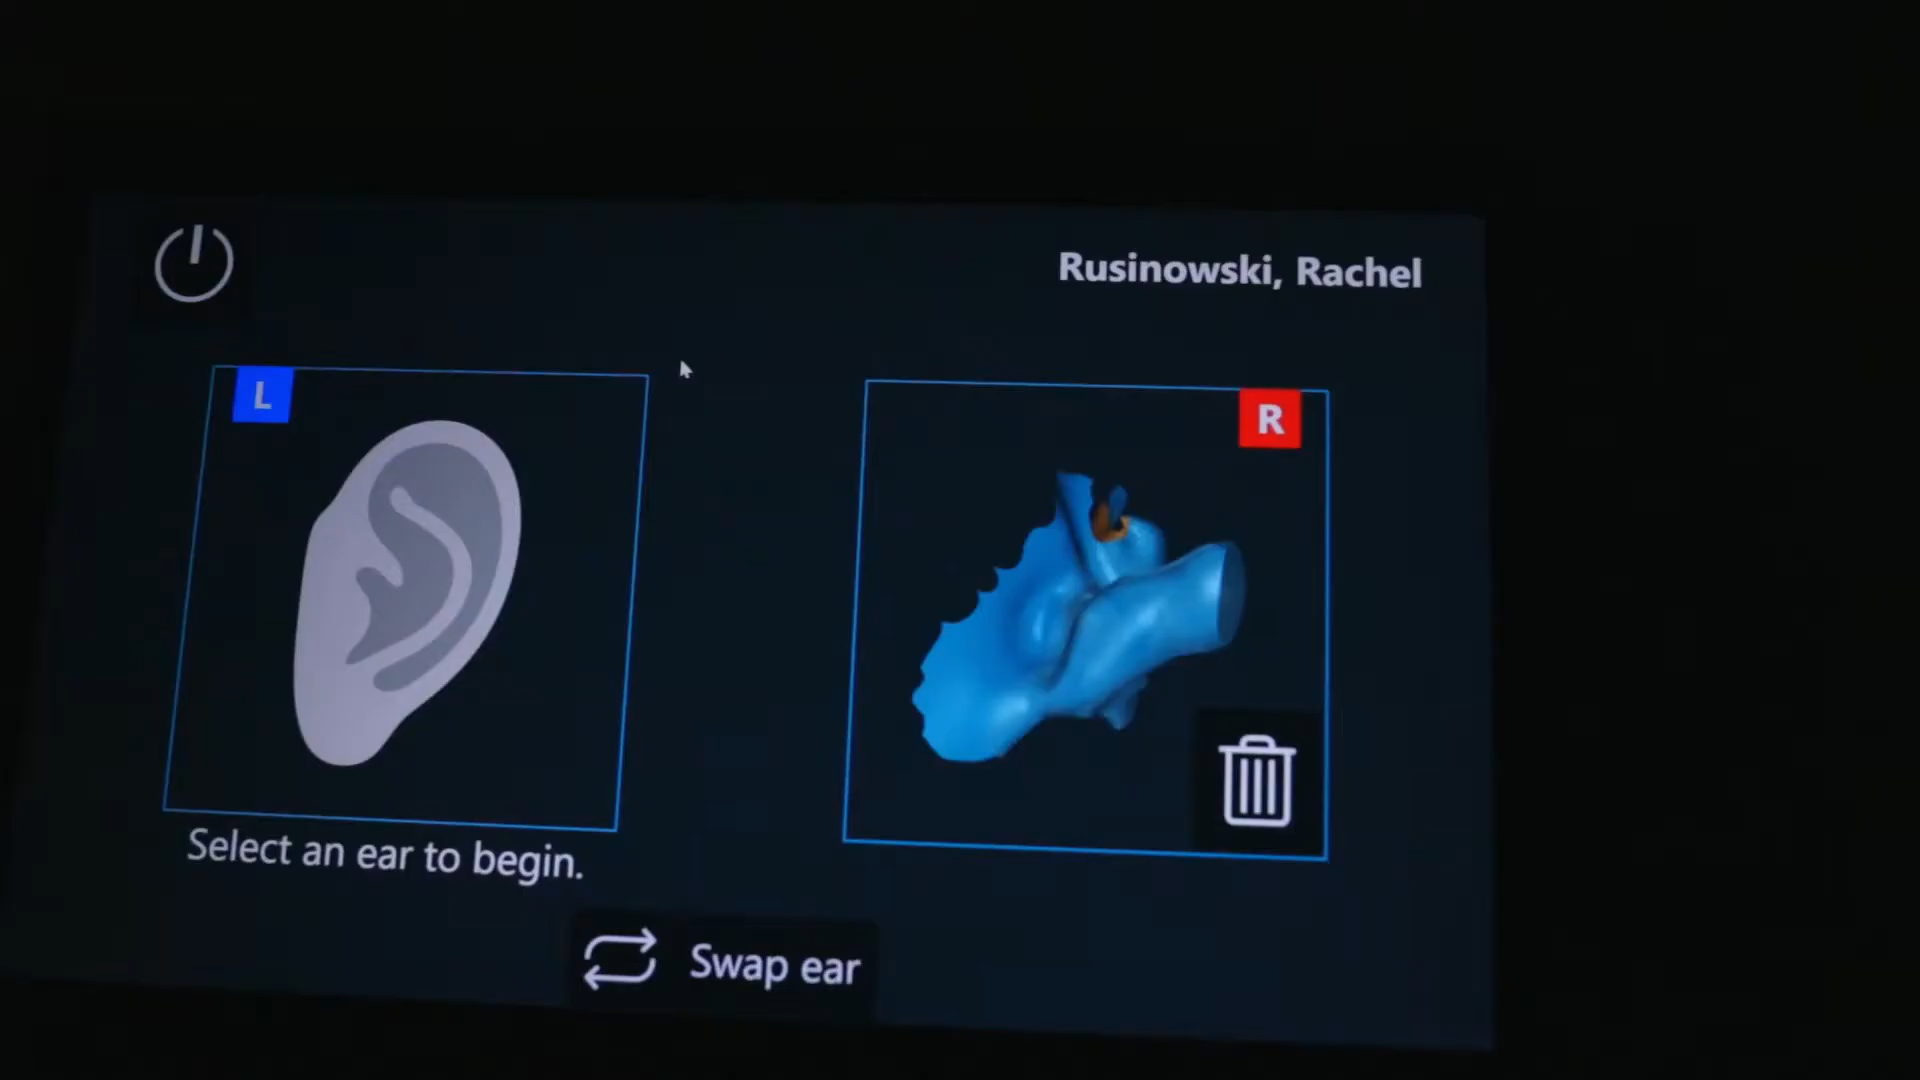 Rusinowski, Rachel
L
R
Select an ear to begin.
Swap ear